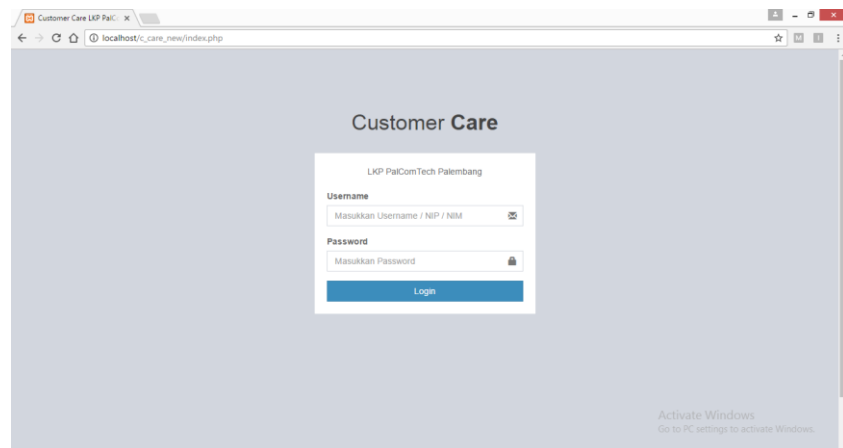 Customer Care LKP PalC
localhost/c_care_new/index.php
Customer Care
LKP PalComTech Palembang
Username
Masukkan Username / NIP / NIM
Password
Masukkan Password
Login
Activate Windows
Go to PC settings to activate Windows.